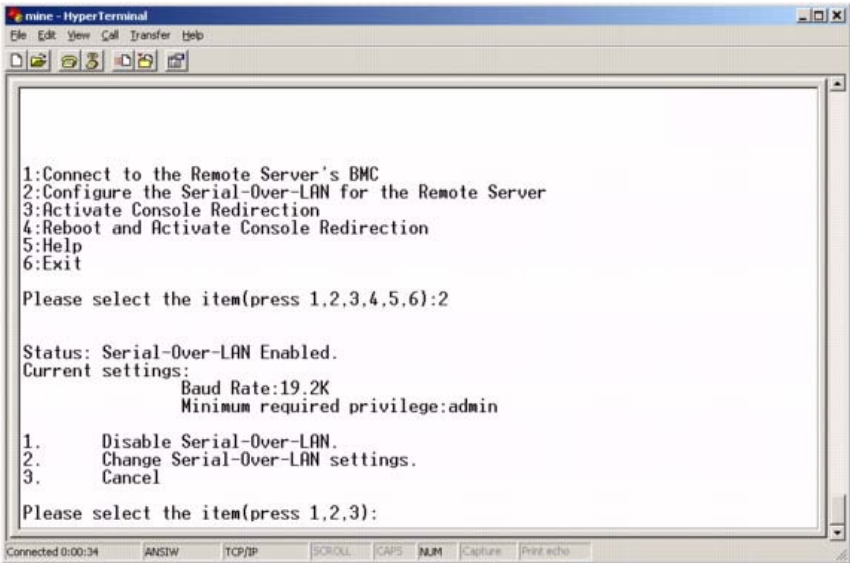 mine - HyperTerminal
File Edit View Call Transfer Help
1:Connect to the Remote Server's BMC
2:Configure the Serial-Over-LAN for the Remote Server
3:Activate Console Redirection
4:Reboot and Activate Console Redirection
5:Help
6:Exit
Please select the item(press 1,2,3,4,5,6):2
Status: Serial-Over-LAN Enabled.
Current settings:
Baud Rate:19.2K
Minimum required privilege:admin
1. Disable Serial-Over-LAN.
2. Change Serial-Over-LAN settings.
3. Cancel
Please select the item(press 1,2,3):
Connected 0:00:34 ANSIW TCP/IP SCROLL CAPS NUM Capture Print echo